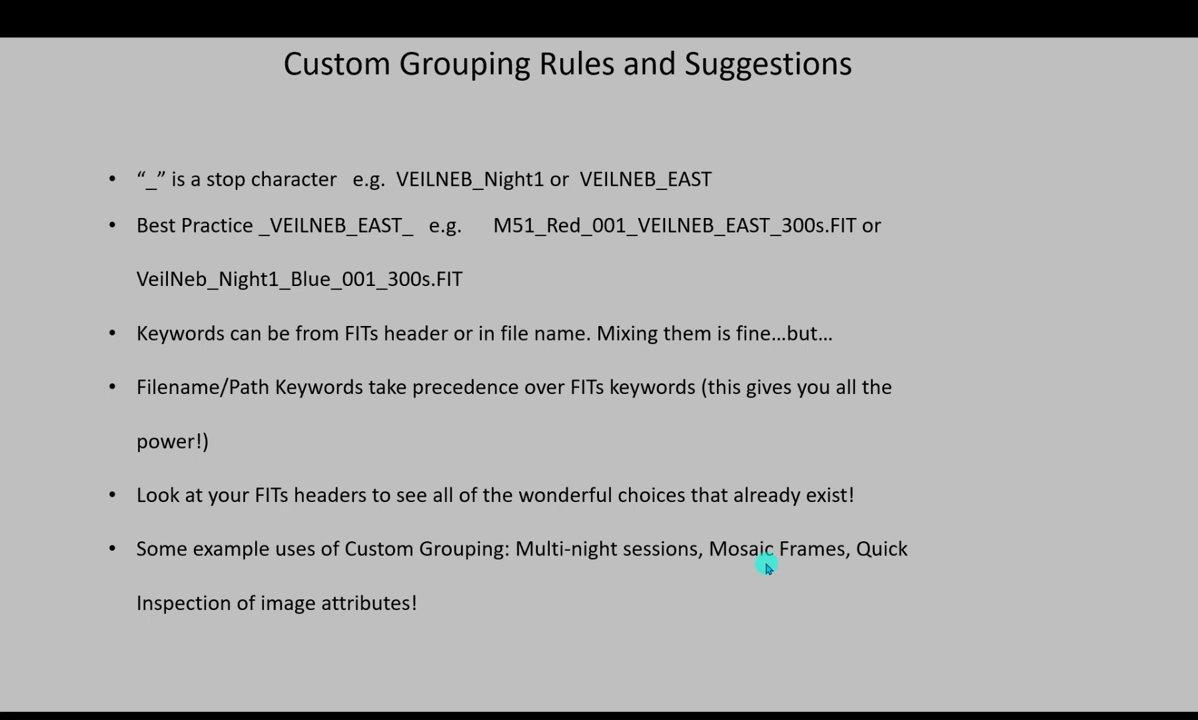 Custom Grouping Rules and Suggestions
• “_” is a stop character e.g. VEILNEB_Night1 or VEILNEB_EAST
• Best Practice _VEILNEB_EAST_ e.g. M51_Red_001_VEILNEB_EAST_300s.FIT or
VeilNeb_Night1_Blue_001_300s.FIT
• Keywords can be from FITs header or in file name. Mixing them is fine…but…
• Filename/Path Keywords take precedence over FITs keywords (this gives you all the
power!)
• Look at your FITs headers to see all of the wonderful choices that already exist!
• Some example uses of Custom Grouping: Multi-night sessions, Mosaic Frames, Quick
Inspection of image attributes!